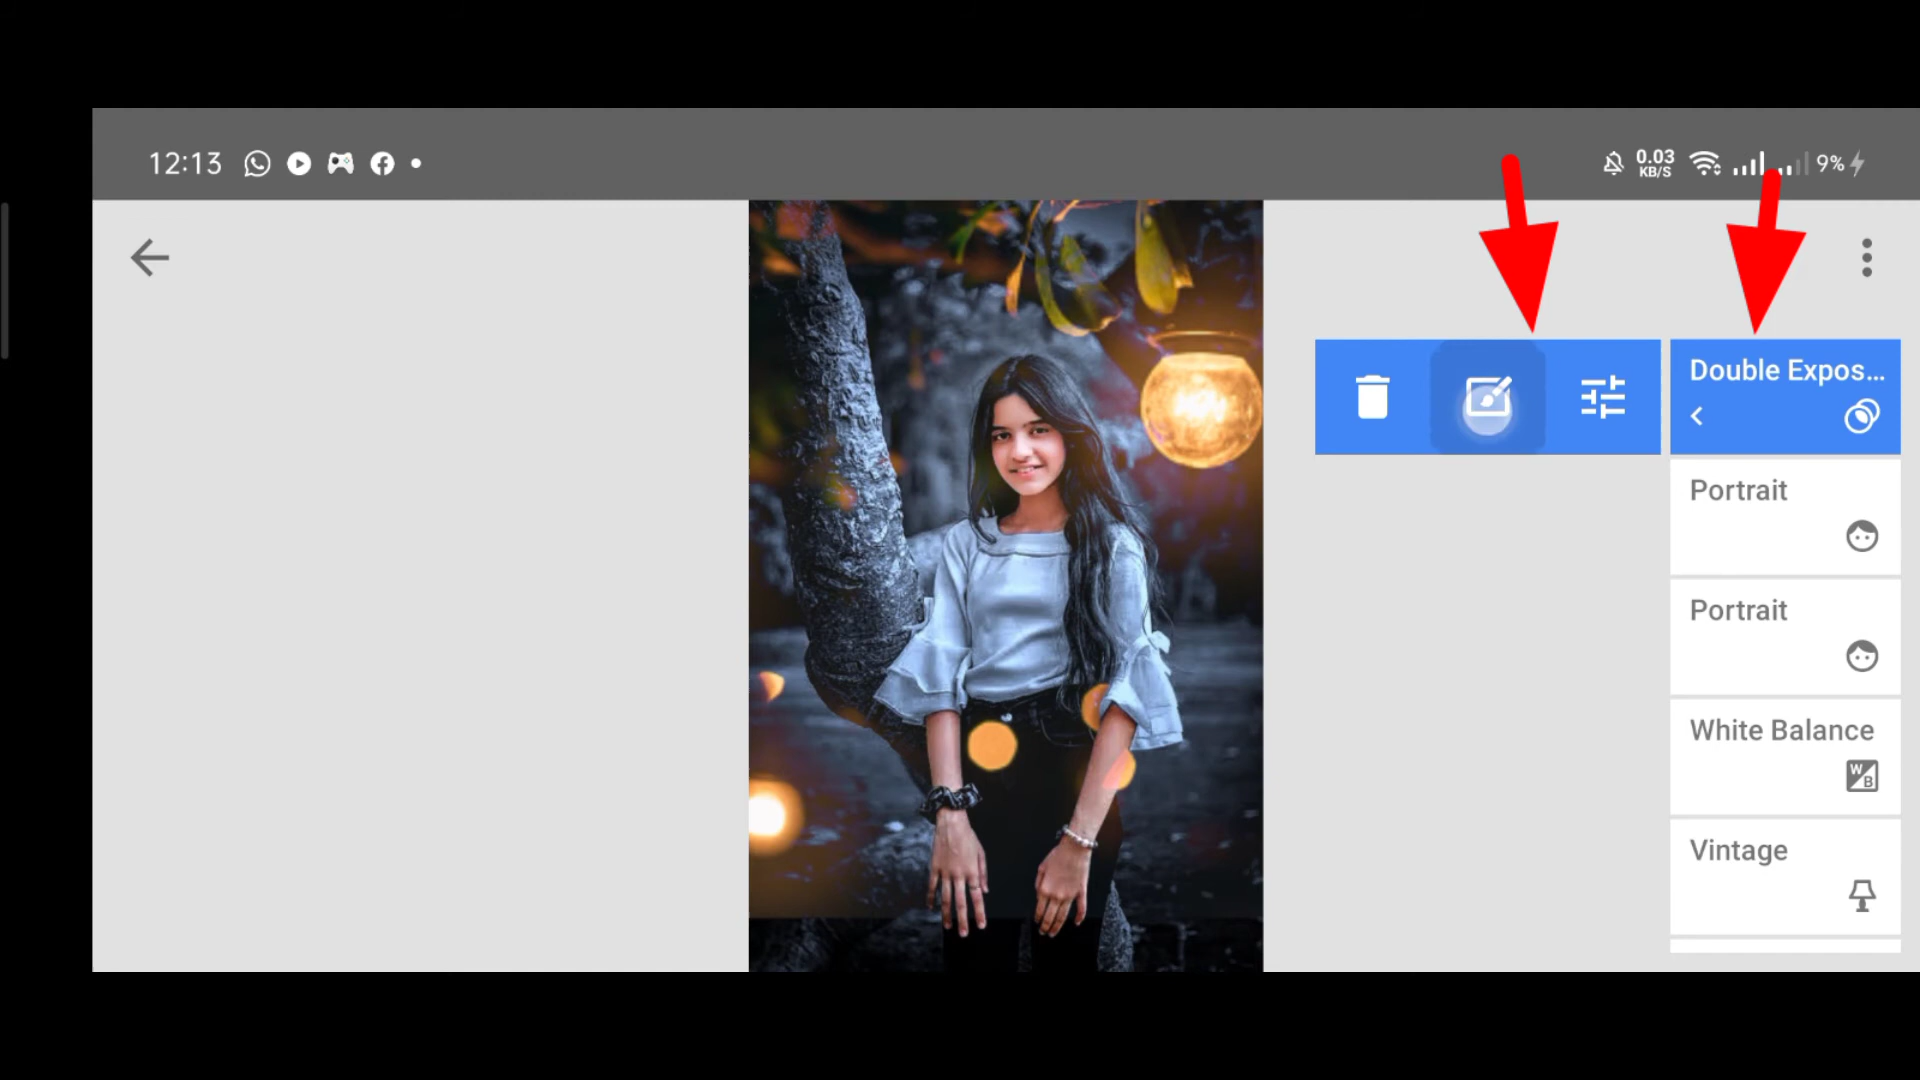 12:13
0.03
KB/S
9%
Double Expos...
Portrait
Portrait
White Balance
W
B
Vintage